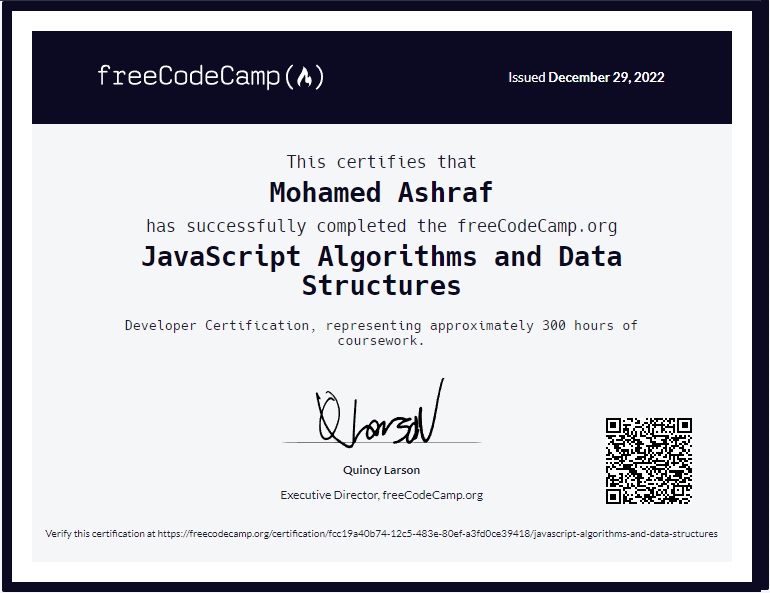 freeCodeCamp
Issued December 29, 2022
This certifies that
Mohamed Ashraf
has successfully completed the freeCodeCamp.org
JavaScript Algorithms and Data
Structures
Developer Certification, representing approximately 300 hours of
coursework.
Q Larson
Quincy Larson
Executive Director, freeCodeCamp.org
Verify this certification at https://freecodecamp.org/certification/fcc19a40b74-12c5-483e-80ef-a3fd0ce39418/javascript-algorithms-and-data-structures